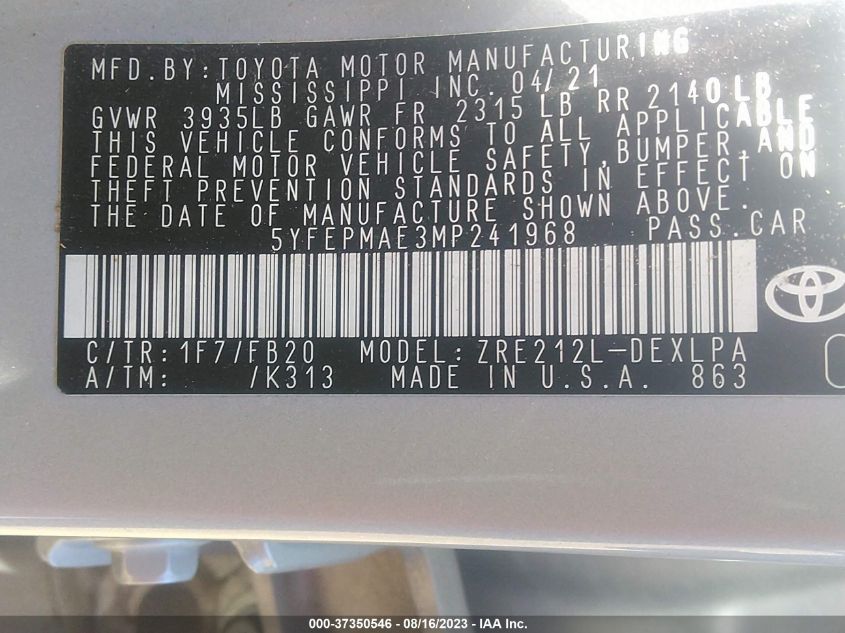 MFD.BY:TOYOTA MOTOR MANUFACTURING
MISSISSIPPI INC. 04/21
GVWR 3935LB GAWR FR 2315 LB RR 2140LB
THIS VEHICLE CONFORMS TO ALL APPLICABLE
FEDERAL MOTOR VEHICLE SAFETY,BUMPER,AND
THEFT PREVENTION STANDARDS IN EFFECT ON
THE DATE OF MANUFACTURE SHOWN ABOVE.
5YFEPMAE3MP241968 PASS.CAR
C/TR:1F7/FB20 MODEL:ZRE212L-DEXLPA
A/TM: /K313 MADE IN U.S.A. 863
000-37350546 - 08/16/2023 - IAA Inc.